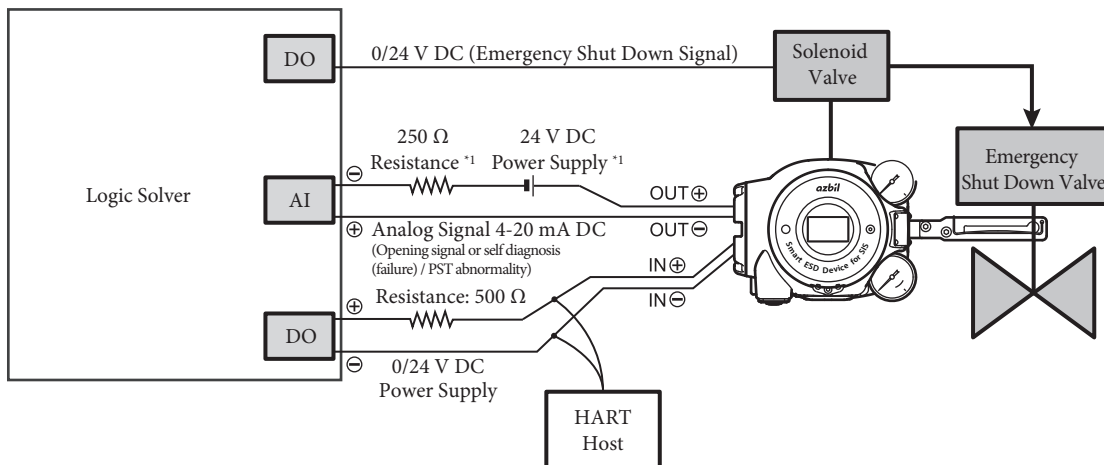 DO
0/24 V DC (Emergency Shut Down Signal)
Solenoid
Valve
250 Ω
Resistance *1
24 V DC
Power Supply *1
Emergency
Shut Down Valve
Logic Solver
⊖
AI
⊕
OUT⊕
OUT⊖
azbil
Smart ESD Device for SIS
Analog Signal 4-20 mA DC
(Opening signal or self diagnosis
(failure) / PST abnormality)
IN⊕
IN⊖
Resistance: 500 Ω
⊕
DO
⊖
0/24 V DC
Power Supply
HART
Host